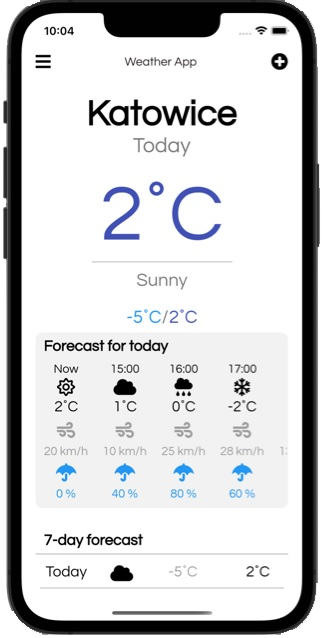 10:04
Weather App
Katowice
Today
2°C
Sunny
-5°C/2°C
Forecast for today
Now 15:00 16:00 17:00
2°C 1°C 0°C -2°C
20 km/h 10 km/h 25 km/h 28 km/h
0 % 40 % 80 % 60 %
7-day forecast
Today -5°C 2°C